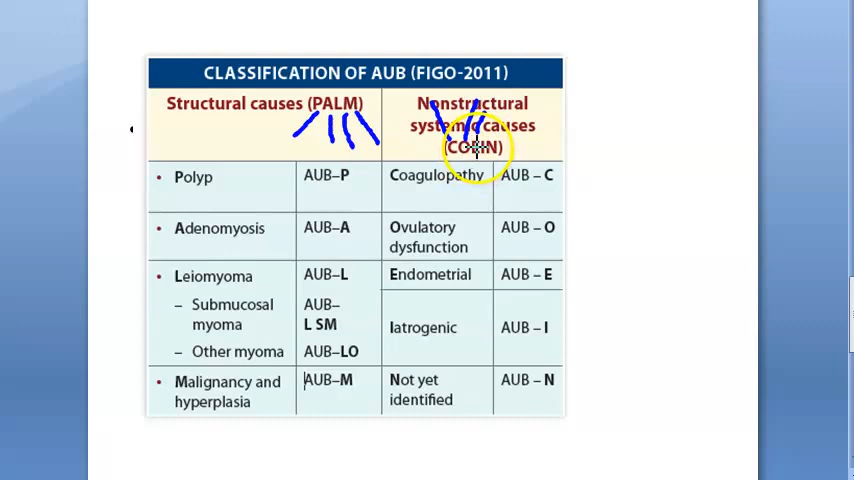 CLASSIFICATION OF AUB (FIGO-2011)
Structural causes (PALM)
Nonstructural
systemic causes
(COEIN)
• Polyp AUB–P Coagulopathy AUB – C
• Adenomyosis AUB–A Ovulatory AUB – O
dysfunction
• Leiomyoma AUB–L Endometrial AUB – E
– Submucosal AUB–
myoma L SM Iatrogenic AUB – I
– Other myoma AUB–LO
• Malignancy and AUB–M Not yet AUB – N
hyperplasia identified